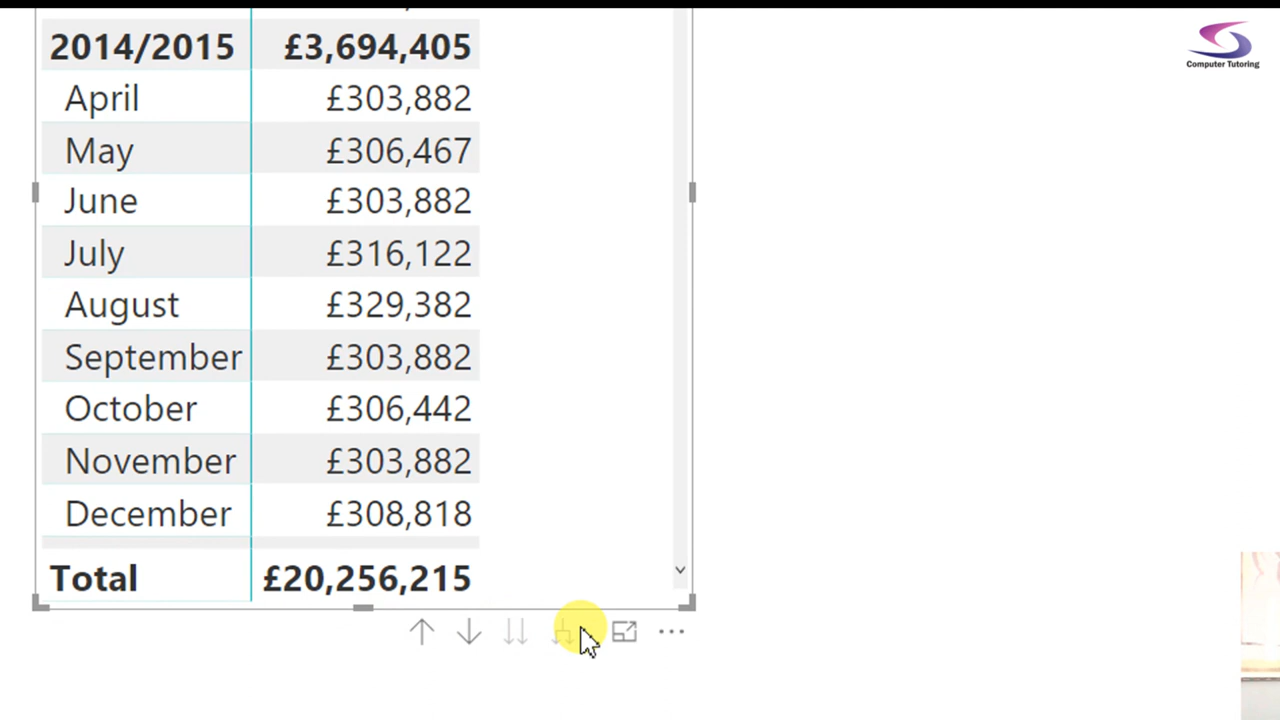 2014/2015 £3,694,405
April £303,882
May £306,467
June £303,882
July £316,122
August £329,382
September £303,882
October £306,442
November £303,882
December £308,818
Total £20,256,215
Computer Tutoring